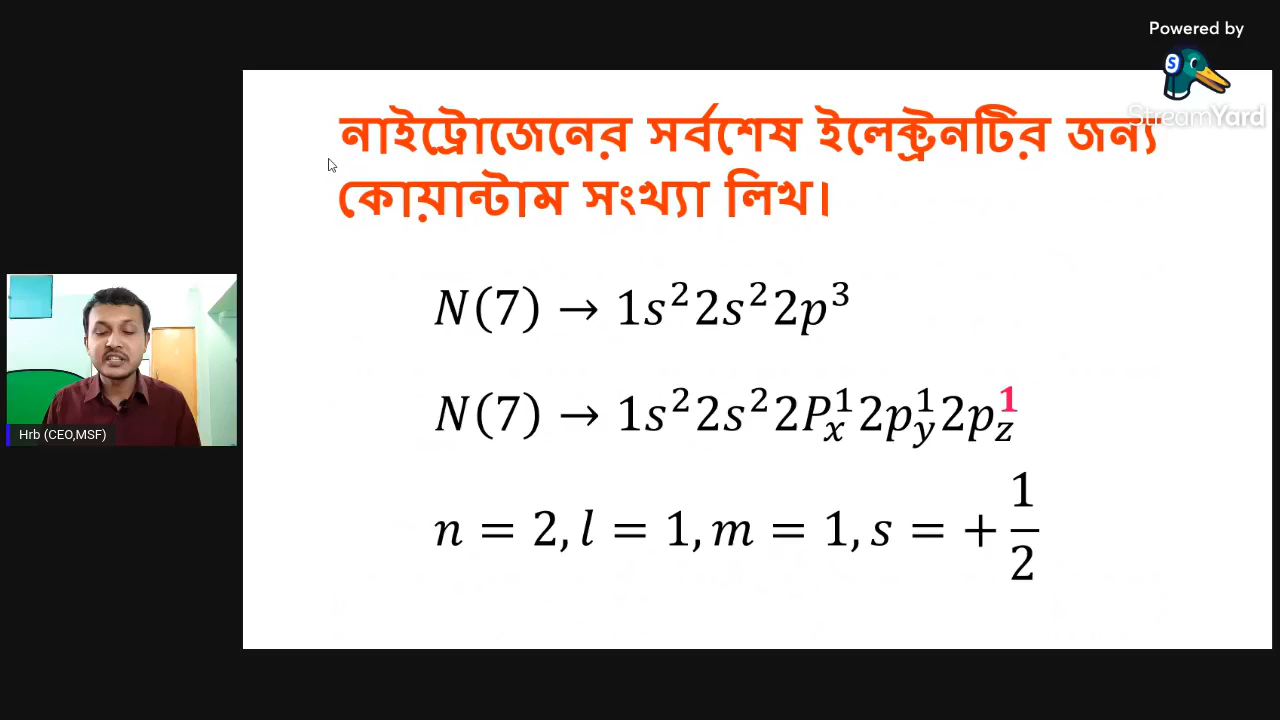 Powered by
StreamYard
নাইট্রোজেনের সর্বশেষ ইলেক্ট্রনটির জন্য
কোয়ান্টাম সংখ্যা লিখ।
N(7) → 1s²2s²2p³
N(7) → 1s²2s²2Pₓ¹2p_y¹2p_z¹
n = 2, l = 1, m = 1, s = + 1/2
Hrb (CEO,MSF)